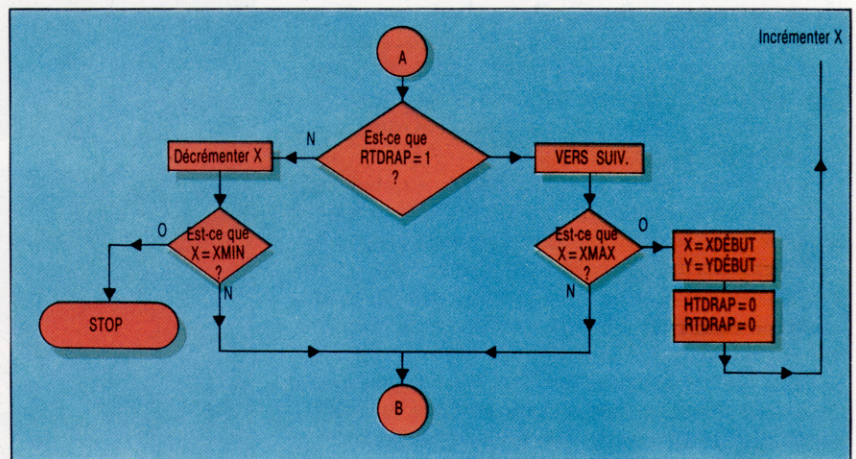 Incrémenter X
A
Est-ce que
RTDRAP = 1
?
N
Décrémenter X
VERS SUIV.
O
Est-ce que
X = XMIN
?
N
Est-ce que
X = XMAX
?
O
N
X = XDÉBUT
Y = YDÉBUT
HTDRAP = 0
RTDRAP = 0
STOP
B